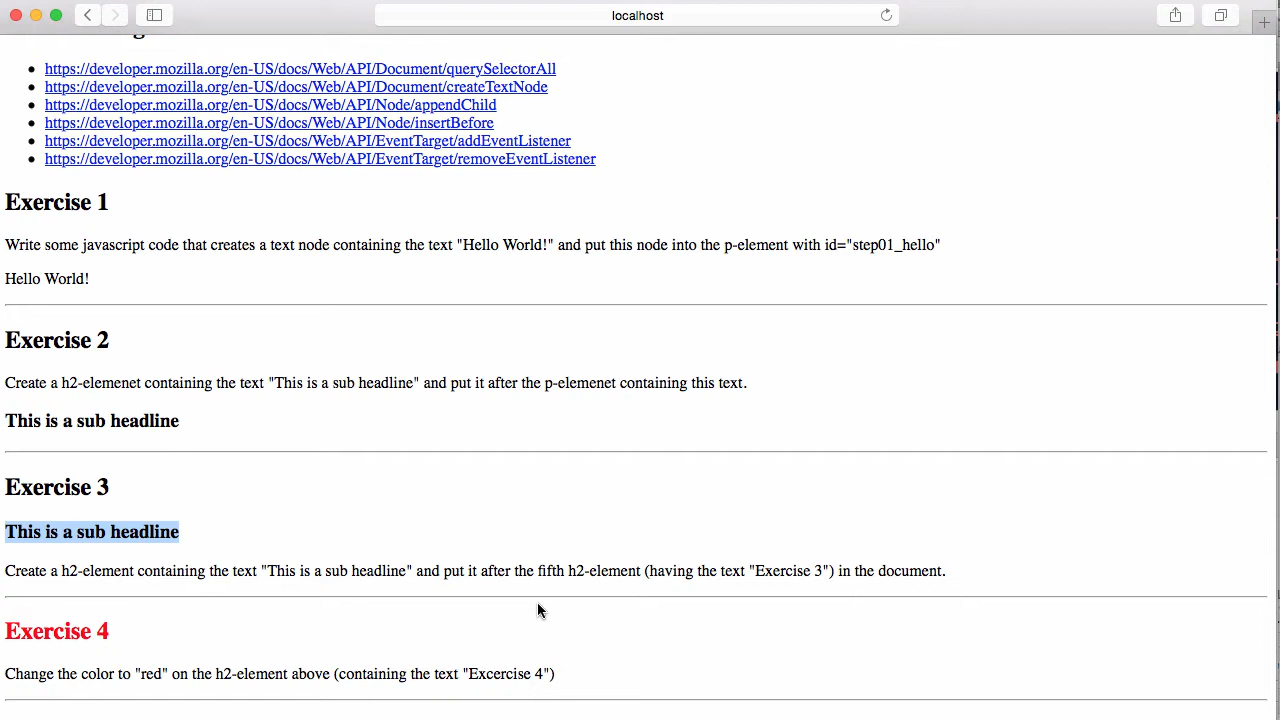 localhost
https://developer.mozilla.org/en-US/docs/Web/API/Document/querySelectorAll
https://developer.mozilla.org/en-US/docs/Web/API/Document/createTextNode
https://developer.mozilla.org/en-US/docs/Web/API/Node/appendChild
https://developer.mozilla.org/en-US/docs/Web/API/Node/insertBefore
https://developer.mozilla.org/en-US/docs/Web/API/EventTarget/addEventListener
https://developer.mozilla.org/en-US/docs/Web/API/EventTarget/removeEventListener
Exercise 1
Write some javascript code that creates a text node containing the text "Hello World!" and put this node into the p-element with id="step01_hello"
Hello World!
Exercise 2
Create a h2-elemenet containing the text "This is a sub headline" and put it after the p-elemenet containing this text.
This is a sub headline
Exercise 3
This is a sub headline
Create a h2-element containing the text "This is a sub headline" and put it after the fifth h2-element (having the text "Exercise 3") in the document.
Exercise 4
Change the color to "red" on the h2-element above (containing the text "Excercise 4")